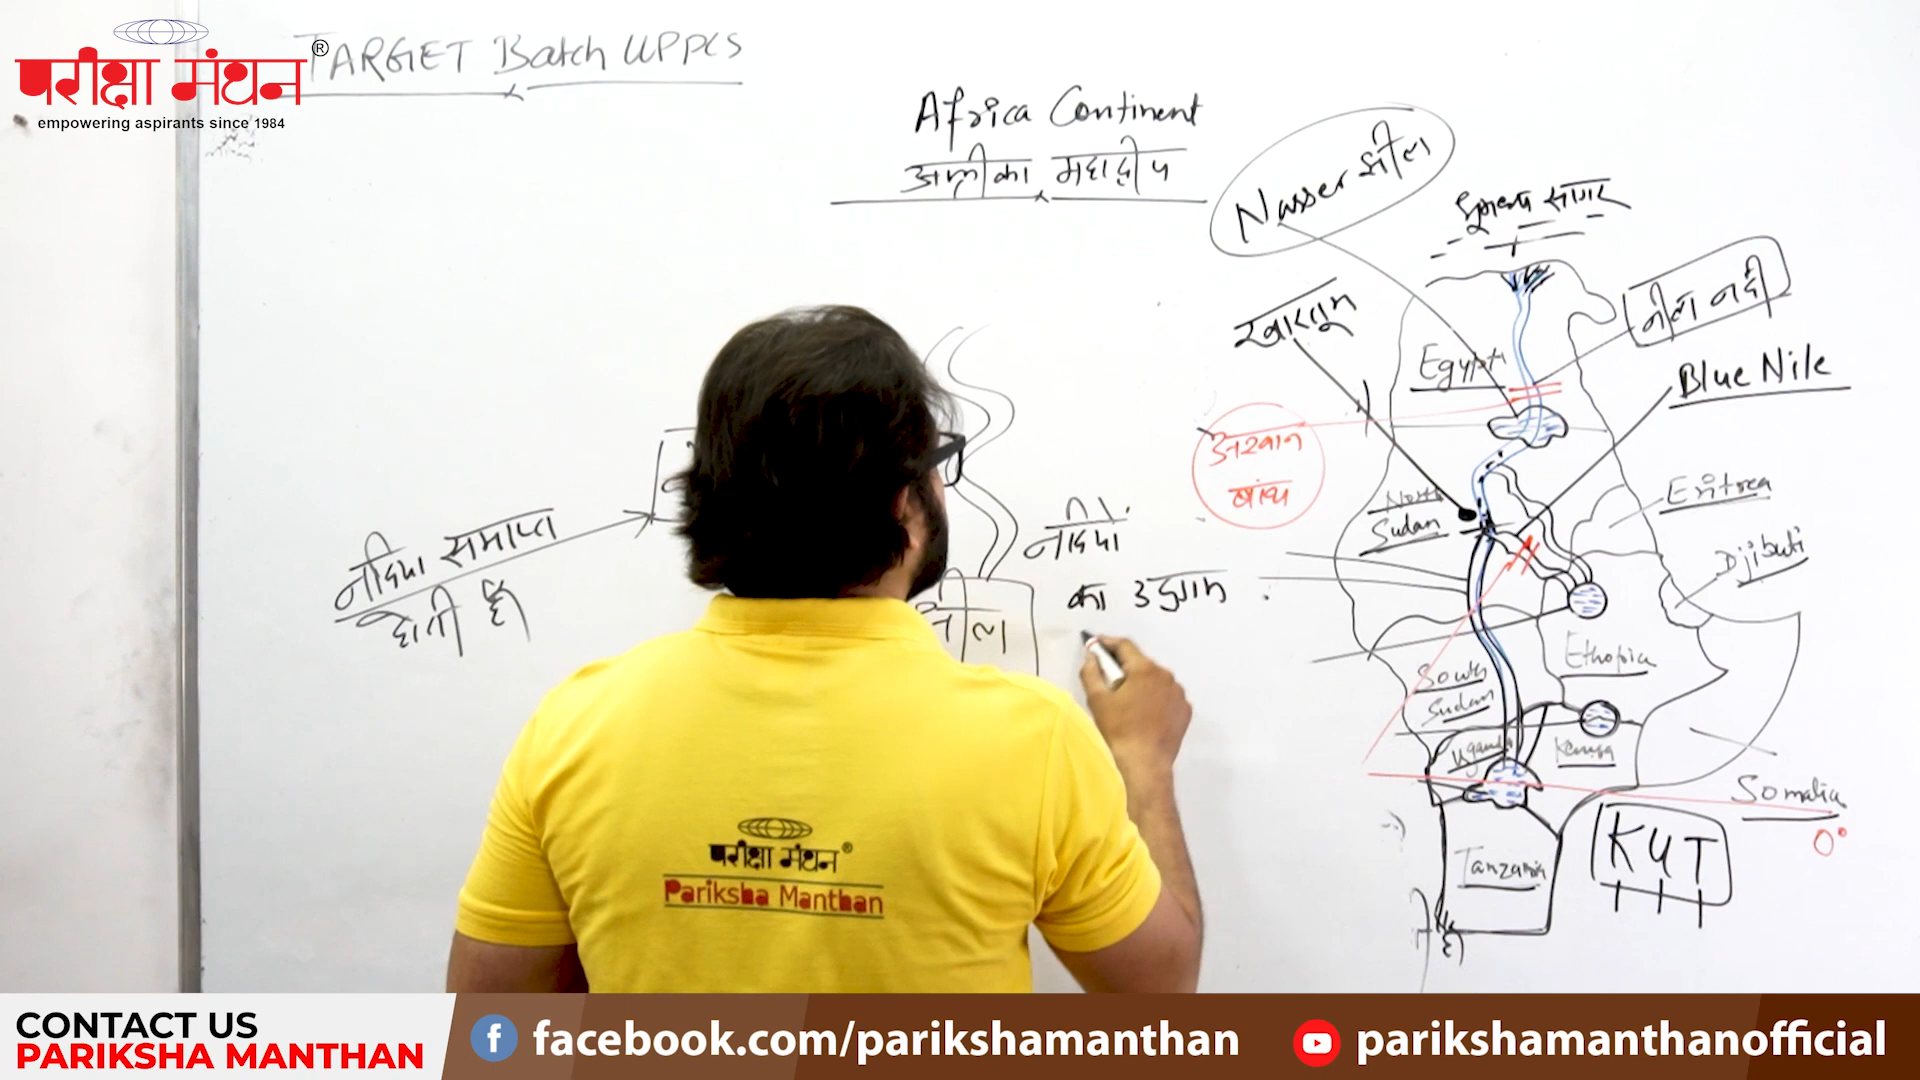 परीक्षा मंथन ®
empowering aspirants since 1984
TARGET Batch UPPCS
Africa Continent
अफ्रीका महाद्वीप
Nasser झील
भूमध्य सागर
खारतूम
नील नदी
Egypt
Blue Nile
अस्वान
बांध
North
Sudan
Eritrea
Djibuti
नदिया समाप्त
होती है
नदिया
का उद्गम
South
Sudan
Ethopia
Uganda
Kenya
Somalia
0°
KUT
Tanzania
परीक्षा मंथन ®
Pariksha Manthan
CONTACT US
PARIKSHA MANTHAN
facebook.com/parikshamanthan
parikshamanthanofficial